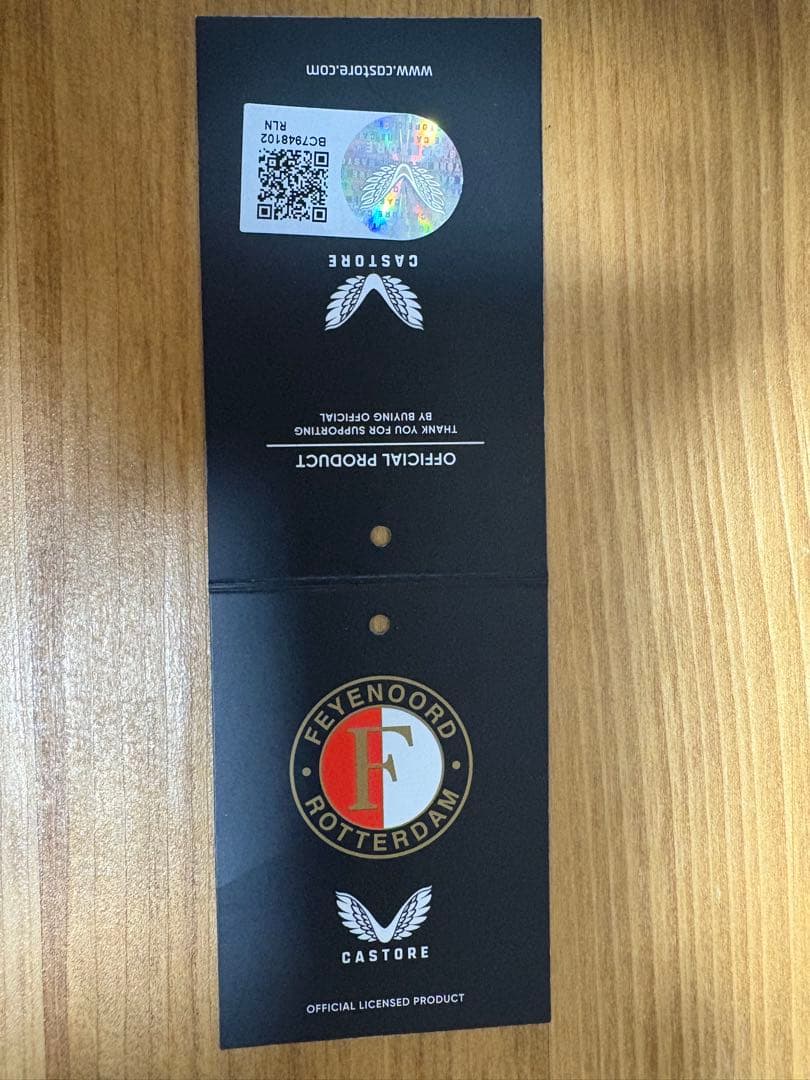 www.castore.com
BC7948102
RLN
CASTORE
OFFICIAL PRODUCT
THANK YOU FOR SUPPORTING
BY BUYING OFFICIAL
FEYENOORD
F
ROTTERDAM
CASTORE
OFFICIAL LICENSED PRODUCT